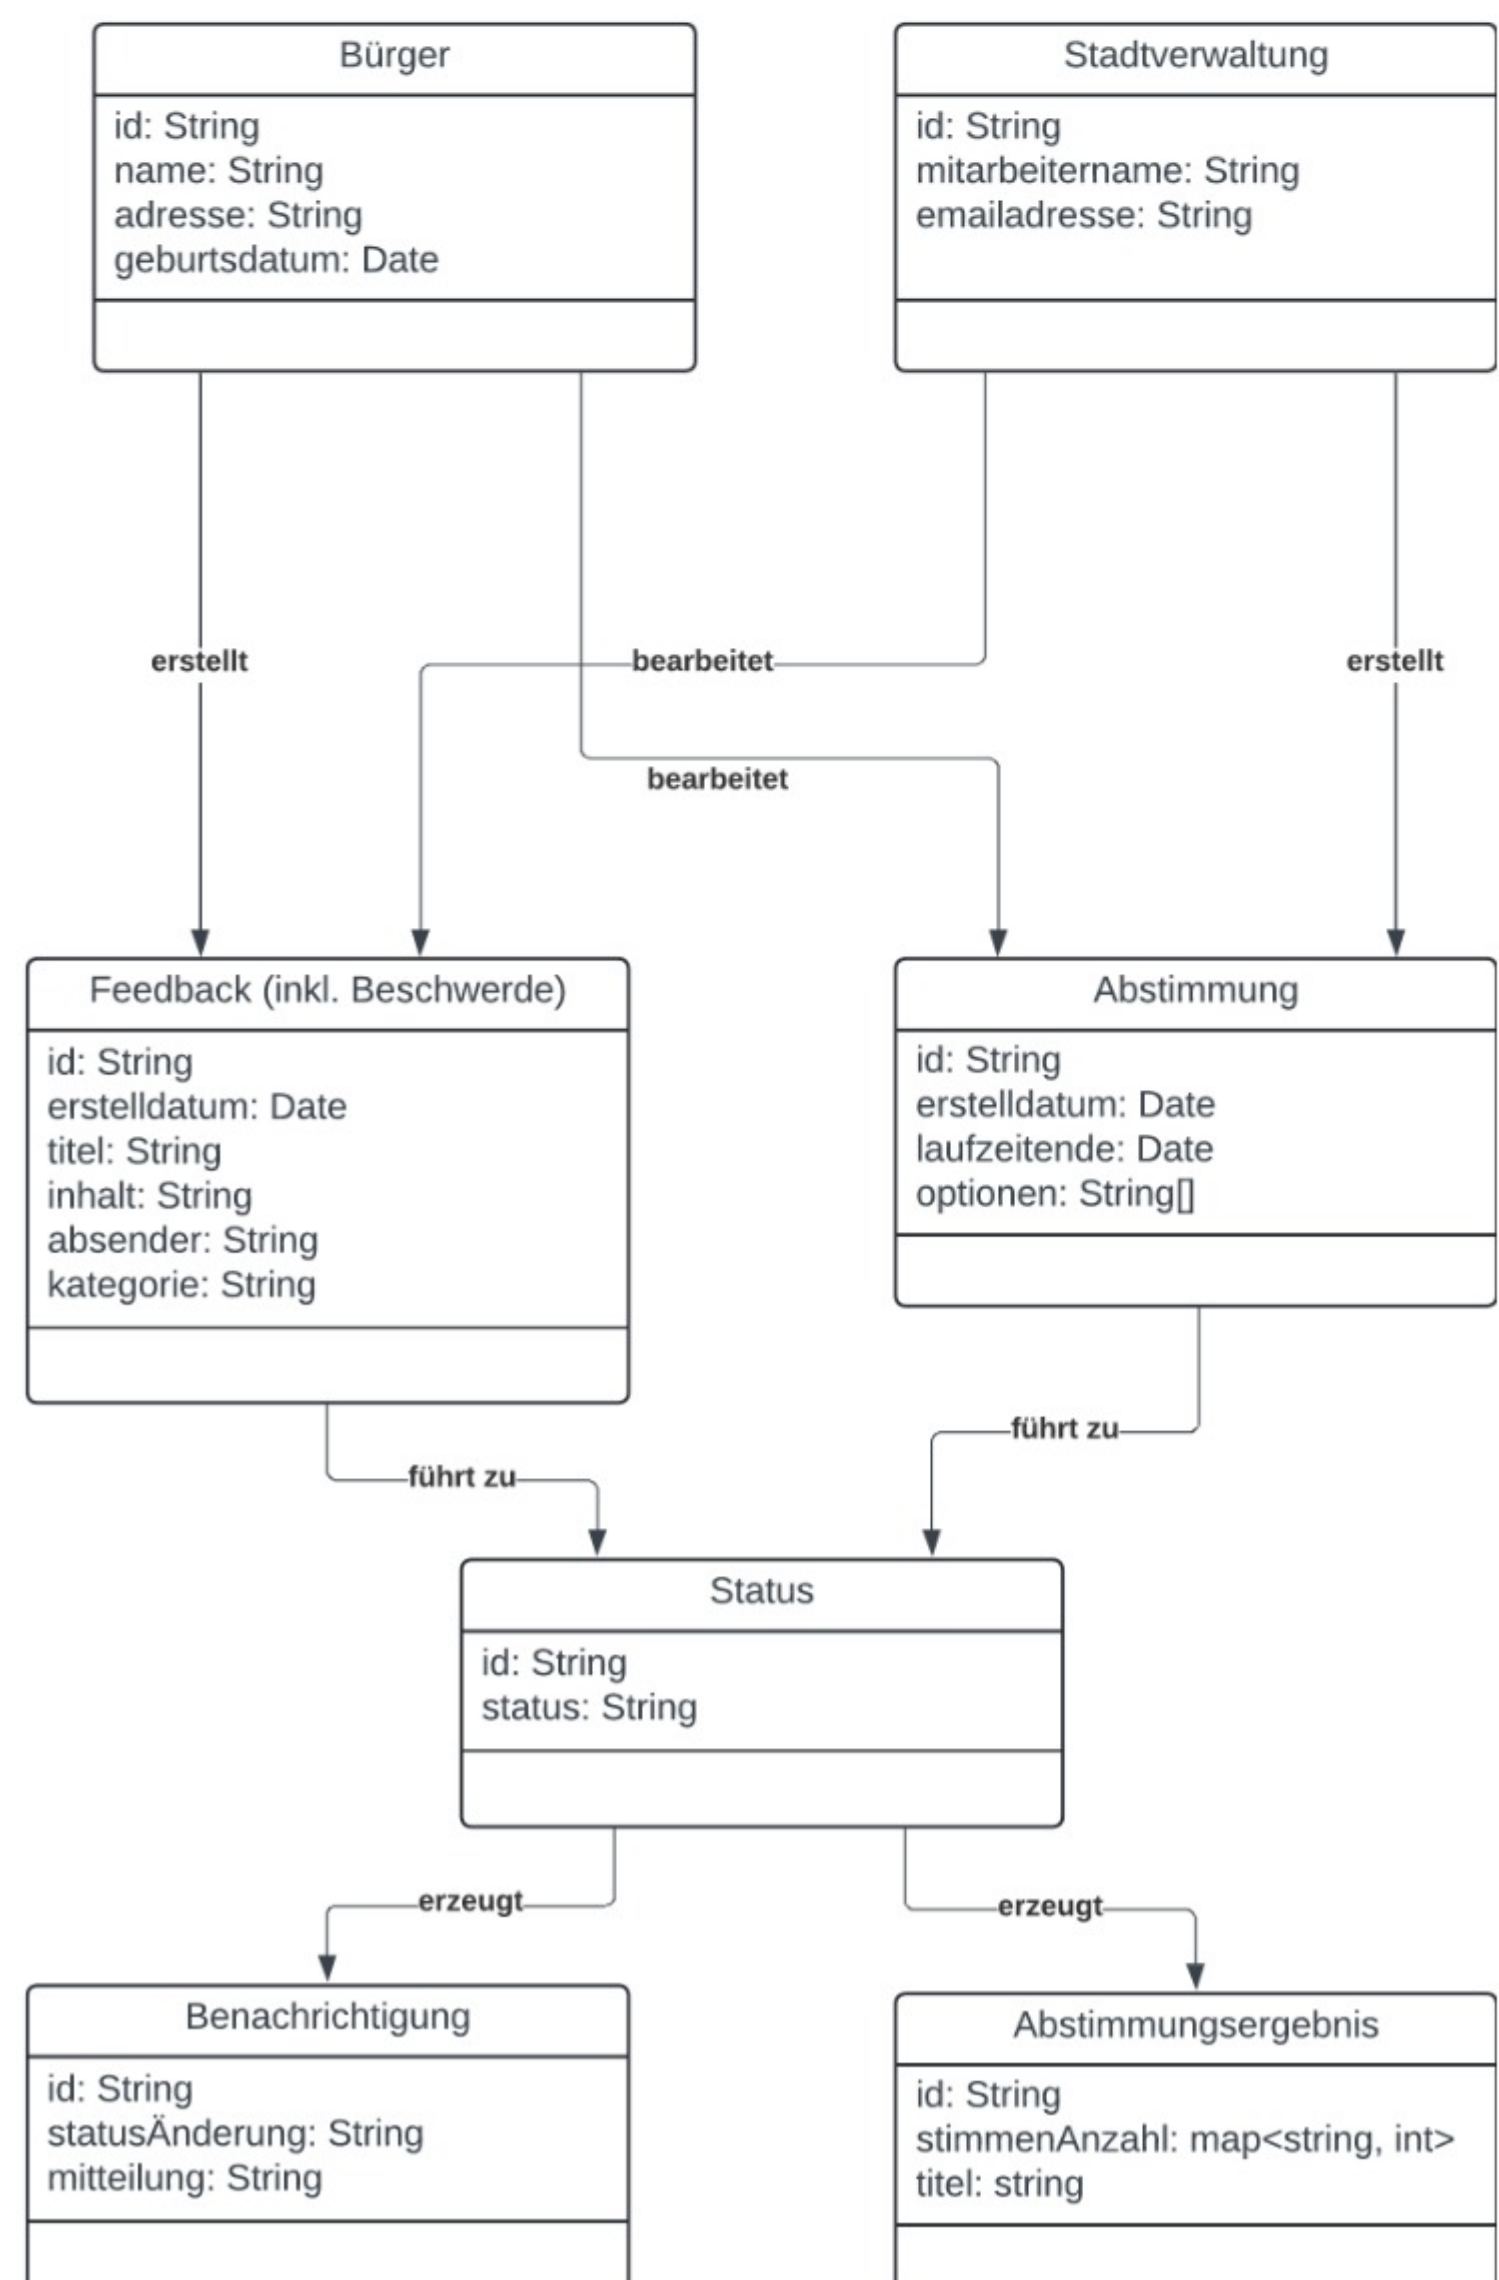 Bürger
id: String
name: String
adresse: String
geburtsdatum: Date
Stadtverwaltung
id: String
mitarbeitername: String
emailadresse: String
erstellt
bearbeitet
erstellt
bearbeitet
Feedback (inkl. Beschwerde)
id: String
erstelldatum: Date
titel: String
inhalt: String
absender: String
kategorie: String
Abstimmung
id: String
erstelldatum: Date
laufzeitende: Date
optionen: String[]
führt zu
führt zu
Status
id: String
status: String
erzeugt
erzeugt
Benachrichtigung
id: String
statusÄnderung: String
mitteilung: String
Abstimmungsergebnis
id: String
stimmenAnzahl: map<string, int>
titel: string